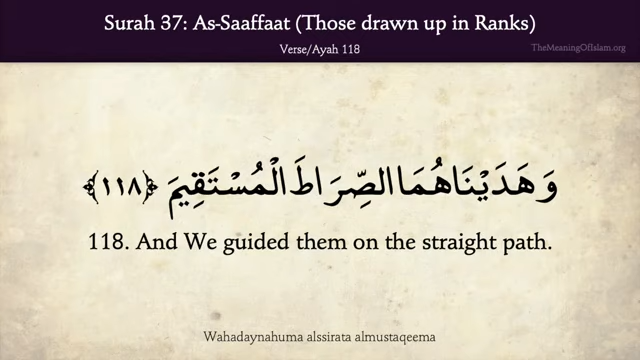 Surah 37: As-Saaffaat (Those drawn up in Ranks)
Verse/Ayah 118
TheMeaningOfIslam.org
وَهَدَيْنَاهُمَا الصِّرَاطَ الْمُسْتَقِيمَ ﴿١١٨﴾
118. And We guided them on the straight path.
Wahadaynahuma alssirata almustaqeema